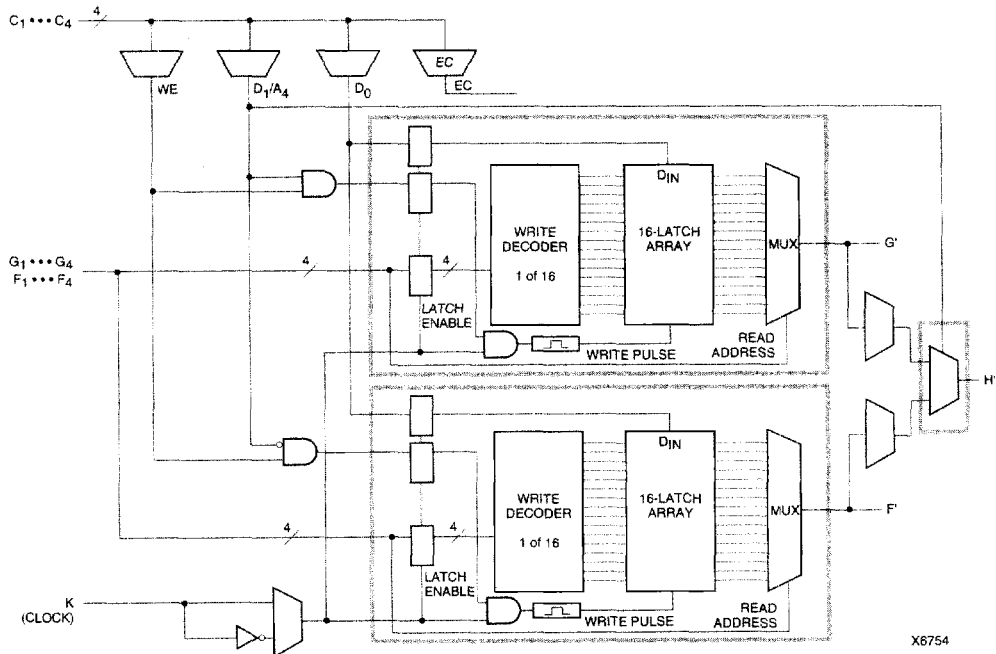 C1 ••• C4
4
EC
WE
D1/A4
D0
EC
DIN
WRITE DECODER
1 of 16
16-LATCH ARRAY
MUX
G'
G1 ••• G4
F1 ••• F4
4
4
LATCH ENABLE
WRITE PULSE
READ ADDRESS
H'
DIN
WRITE DECODER
1 of 16
16-LATCH ARRAY
MUX
F'
4
4
LATCH ENABLE
K
(CLOCK)
WRITE PULSE
READ ADDRESS
X6754